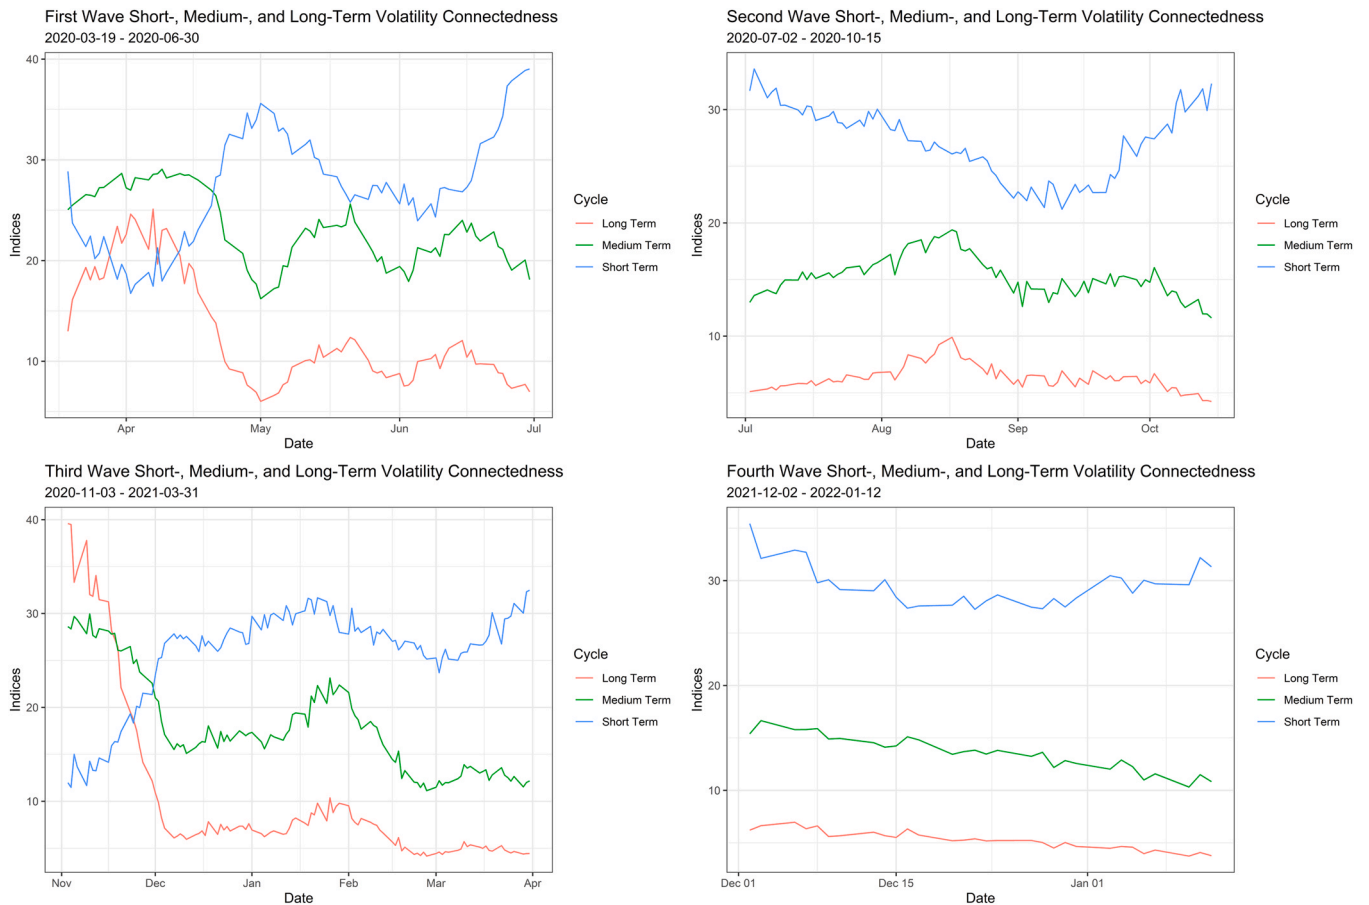 First Wave Short-, Medium-, and Long-Term Volatility Connectedness
2020-03-19 - 2020-06-30
40
30
20
10
Indices
Apr
May
Jun
Jul
Date
Cycle
Long Term
Medium Term
Short Term
Second Wave Short-, Medium-, and Long-Term Volatility Connectedness
2020-07-02 - 2020-10-15
30
20
10
Indices
Jul
Aug
Sep
Oct
Date
Cycle
Long Term
Medium Term
Short Term
Third Wave Short-, Medium-, and Long-Term Volatility Connectedness
2020-11-03 - 2021-03-31
40
30
20
10
Indices
Nov
Dec
Jan
Feb
Mar
Apr
Date
Cycle
Long Term
Medium Term
Short Term
Fourth Wave Short-, Medium-, and Long-Term Volatility Connectedness
2021-12-02 - 2022-01-12
30
20
10
Indices
Dec 01
Dec 15
Jan 01
Date
Cycle
Long Term
Medium Term
Short Term